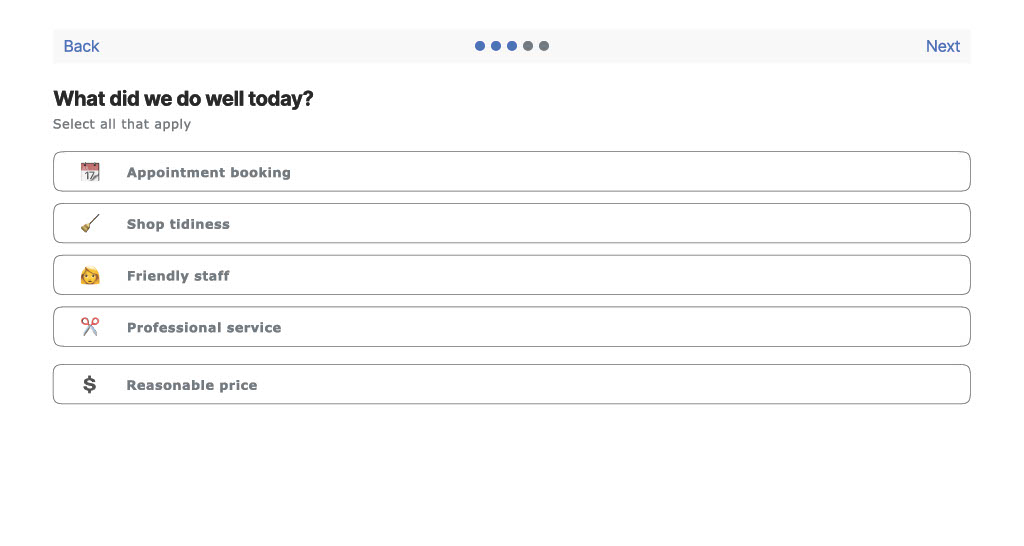 Back
Next
What did we do well today?
Select all that apply
Appointment booking
Shop tidiness
Friendly staff
Professional service
$ Reasonable price